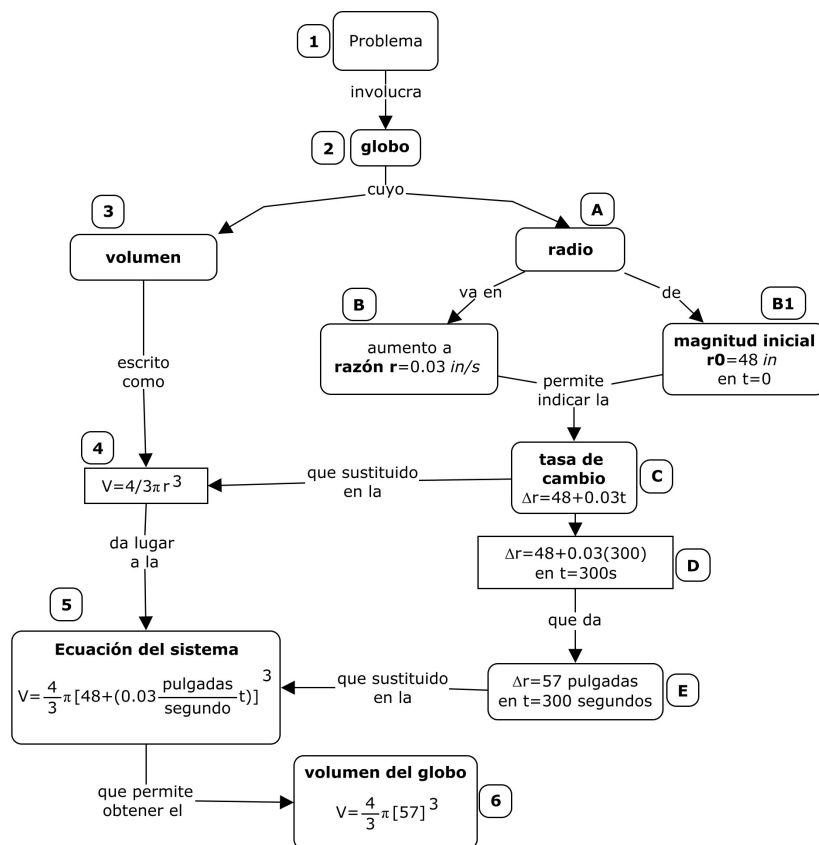 1
Problema
involucra
2
globo
cuyo
3
volumen
A
radio
va en
de
B
aumento a
razón r=0.03 in/s
B1
magnitud inicial
r0=48 in
en t=0
escrito
como
permite
indicar la
4
V=4/3π r³
que sustituido
en la
tasa de
cambio
Δr=48+0.03t
C
da lugar
a la
Δr=48+0.03(300)
en t=300s
D
que da
5
Ecuación del sistema
V=4/3 π [48+(0.03 pulgadas/segundo t)]³
que sustituido
en la
Δr=57 pulgadas
en t=300 segundos
E
que permite
obtener el
volumen del globo
V=4/3 π [57]³
6